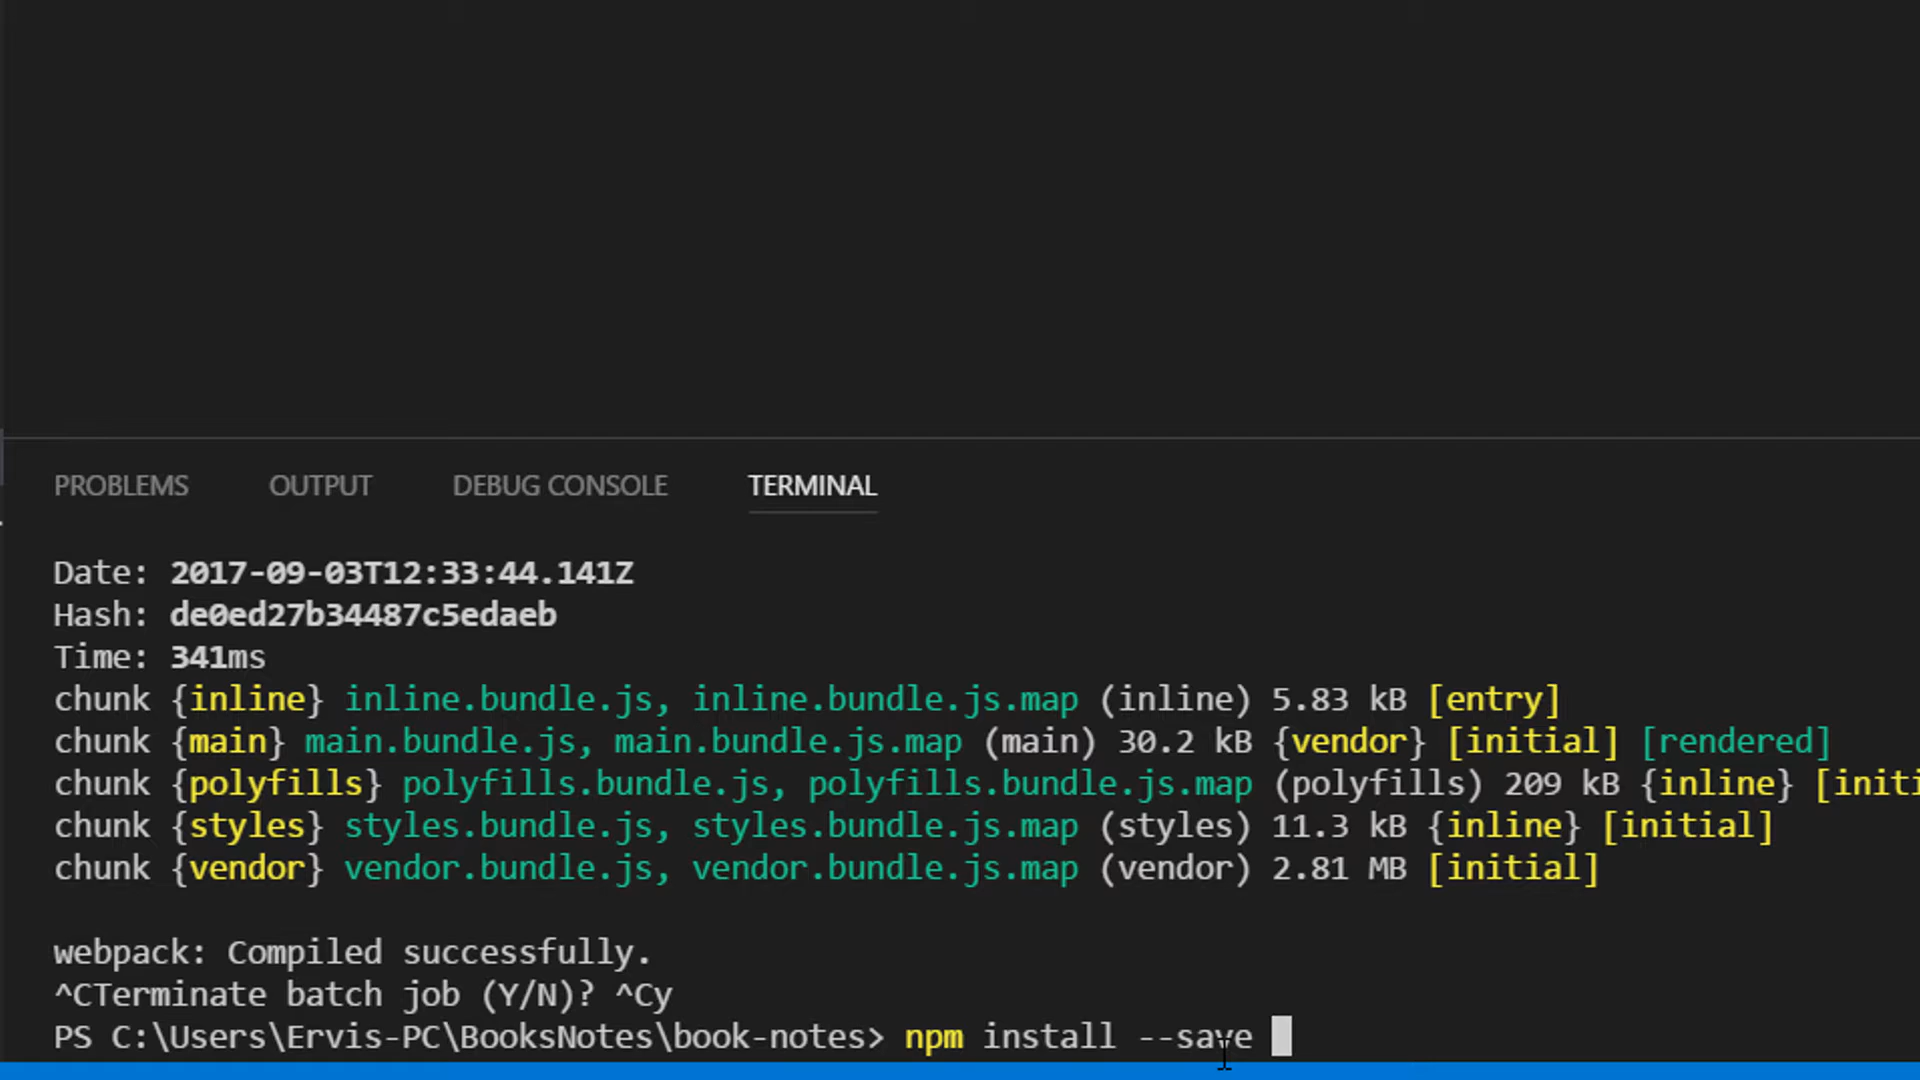 PROBLEMS OUTPUT DEBUG CONSOLE TERMINAL
Date: 2017-09-03T12:33:44.141Z
Hash: de0ed27b34487c5edaeb
Time: 341ms
chunk {inline} inline.bundle.js, inline.bundle.js.map (inline) 5.83 kB [entry]
chunk {main} main.bundle.js, main.bundle.js.map (main) 30.2 kB {vendor} [initial] [rendered]
chunk {polyfills} polyfills.bundle.js, polyfills.bundle.js.map (polyfills) 209 kB {inline} [initi
chunk {styles} styles.bundle.js, styles.bundle.js.map (styles) 11.3 kB {inline} [initial]
chunk {vendor} vendor.bundle.js, vendor.bundle.js.map (vendor) 2.81 MB [initial]
webpack: Compiled successfully.
^CTerminate batch job (Y/N)? ^Cy
PS C:\Users\Ervis-PC\BooksNotes\book-notes> npm install --save